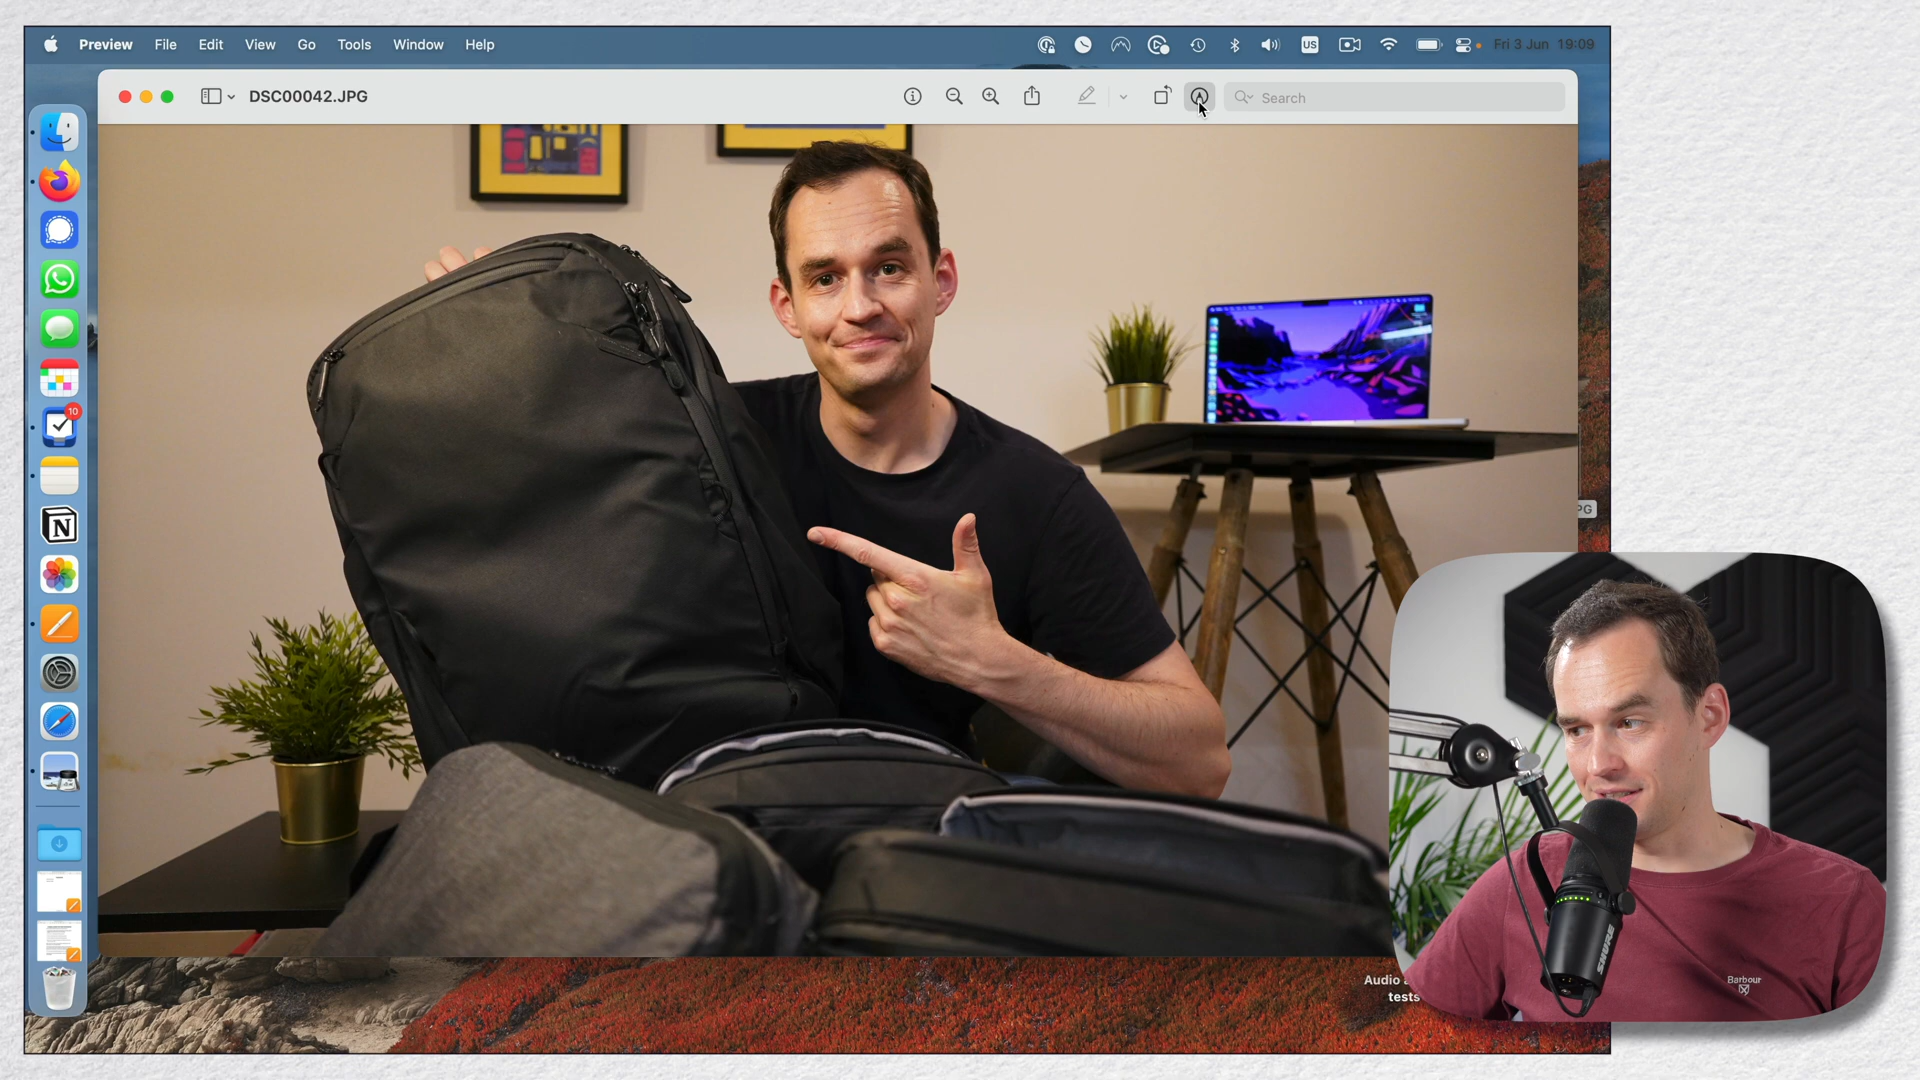 Preview File Edit View Go Tools Window Help
US
Fri 3 Jun 19:09
DSC00042.JPG
Search
10
N
PG
Audio
tests
SHURE
Barbour